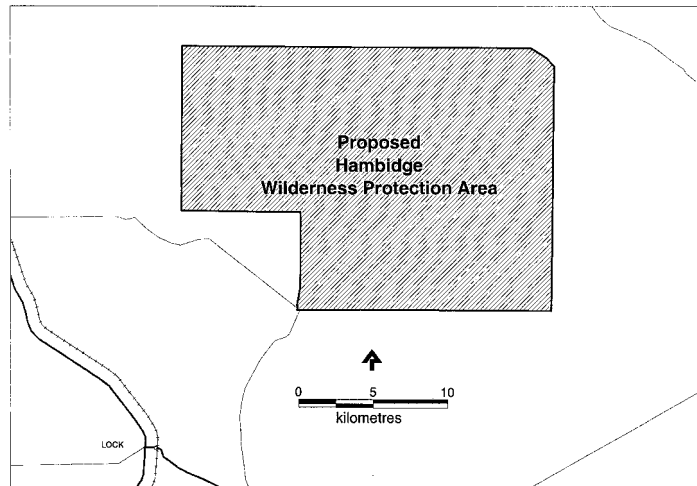 Proposed
Hambidge
Wilderness Protection Area
0 5 10
kilometres
LOCK